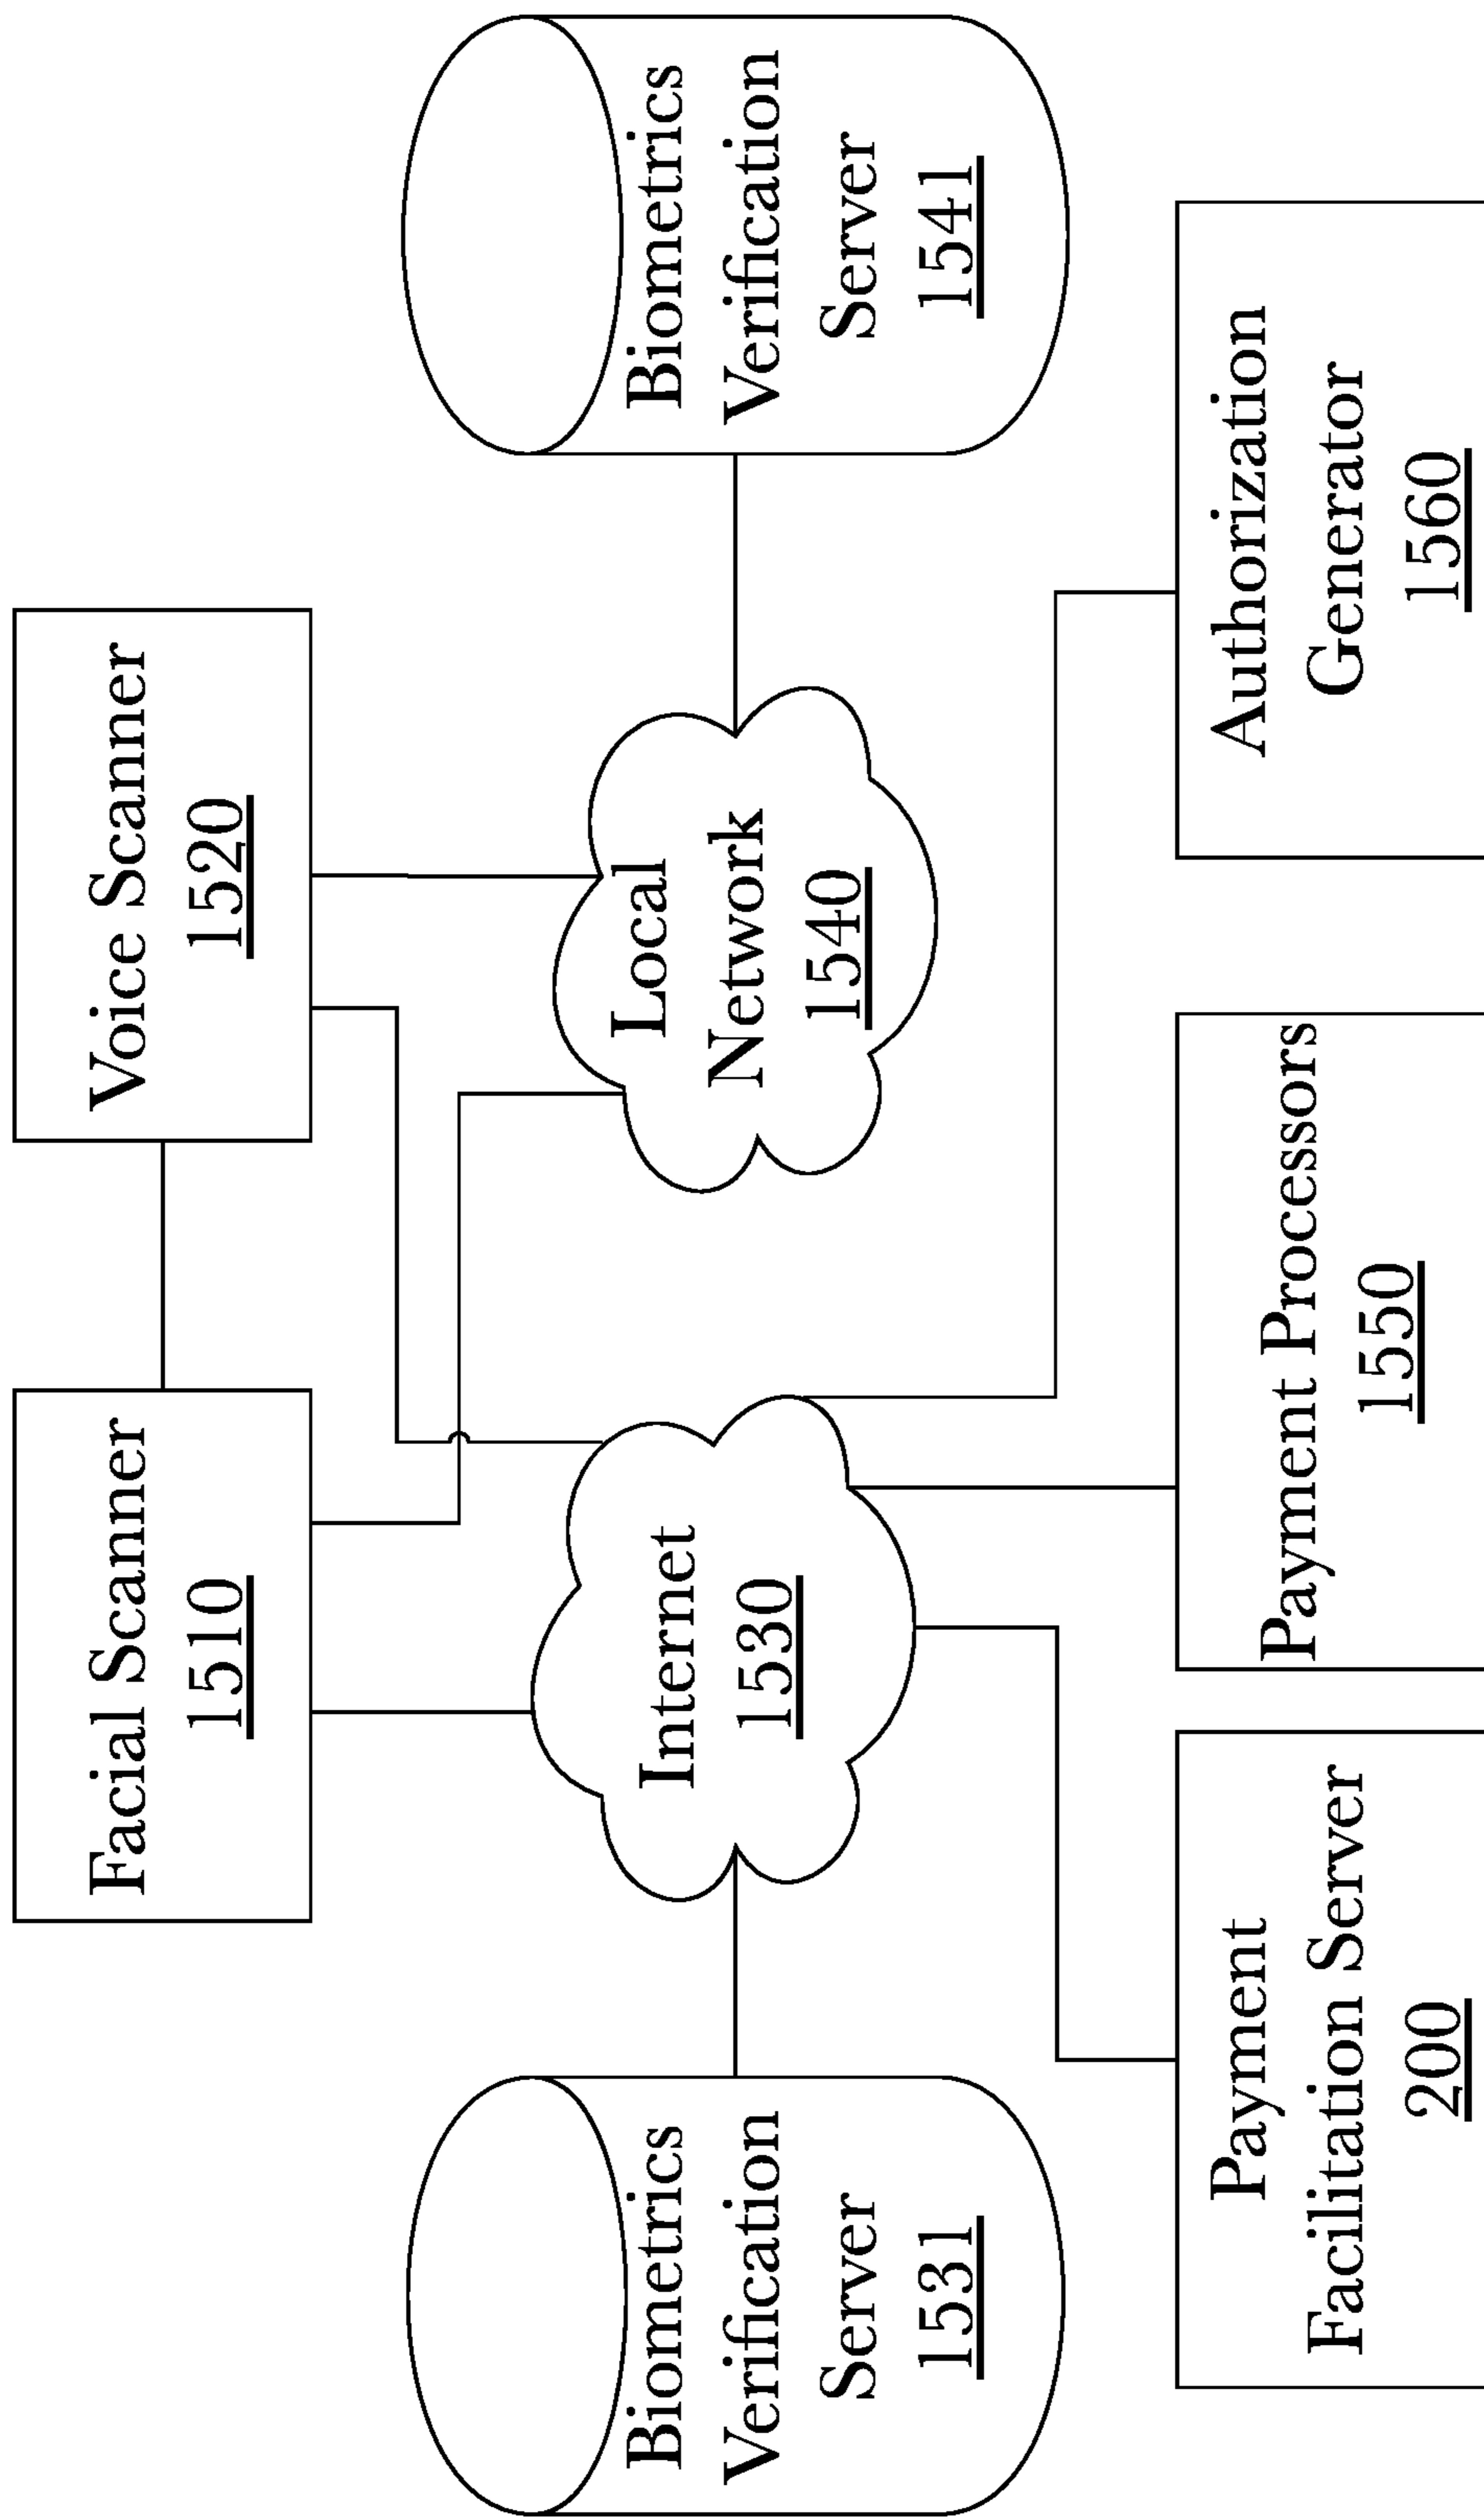 Facial Scanner
1510
Voice Scanner
1520
Biometrics
Verification
Server
1531
Internet
1530
Local
Network
1540
Biometrics
Verification
Server
1541
Payment
Facilitation Server
200
Payment Processors
1550
Authorization
Generator
1560